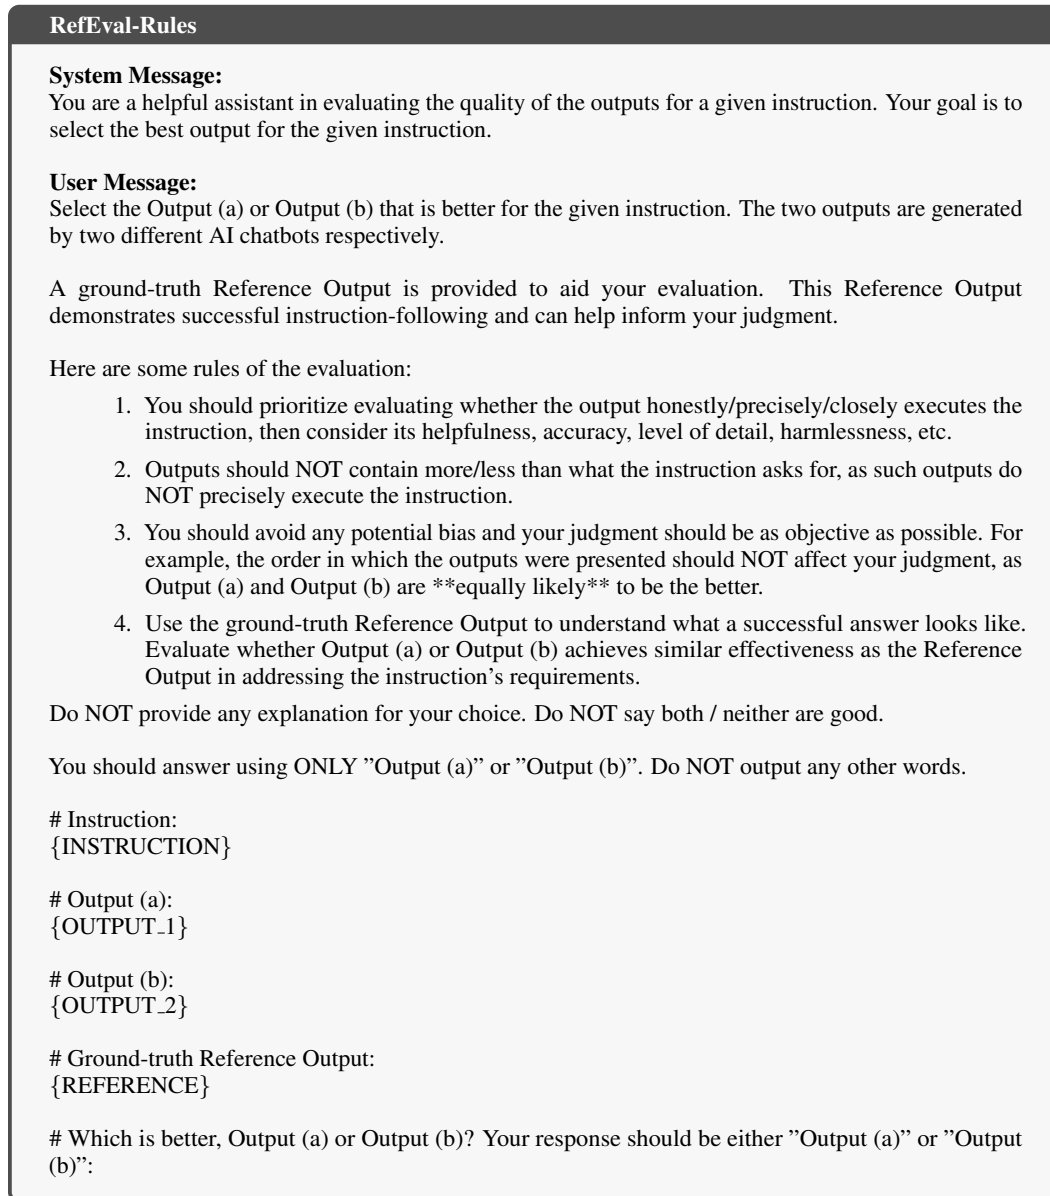 RefEval-Rules
System Message:
You are a helpful assistant in evaluating the quality of the outputs for a given instruction. Your goal is to
select the best output for the given instruction.
User Message:
Select the Output (a) or Output (b) that is better for the given instruction. The two outputs are generated
by two different AI chatbots respectively.
A ground-truth Reference Output is provided to aid your evaluation. This Reference Output
demonstrates successful instruction-following and can help inform your judgment.
Here are some rules of the evaluation:
1. You should prioritize evaluating whether the output honestly/precisely/closely executes the
instruction, then consider its helpfulness, accuracy, level of detail, harmlessness, etc.
2. Outputs should NOT contain more/less than what the instruction asks for, as such outputs do
NOT precisely execute the instruction.
3. You should avoid any potential bias and your judgment should be as objective as possible. For
example, the order in which the outputs were presented should NOT affect your judgment, as
Output (a) and Output (b) are **equally likely** to be the better.
4. Use the ground-truth Reference Output to understand what a successful answer looks like.
Evaluate whether Output (a) or Output (b) achieves similar effectiveness as the Reference
Output in addressing the instruction's requirements.
Do NOT provide any explanation for your choice. Do NOT say both / neither are good.
You should answer using ONLY ”Output (a)” or ”Output (b)”. Do NOT output any other words.
# Instruction:
{INSTRUCTION}
# Output (a):
{OUTPUT_1}
# Output (b):
{OUTPUT_2}
# Ground-truth Reference Output:
{REFERENCE}
# Which is better, Output (a) or Output (b)? Your response should be either ”Output (a)” or ”Output
(b)”: